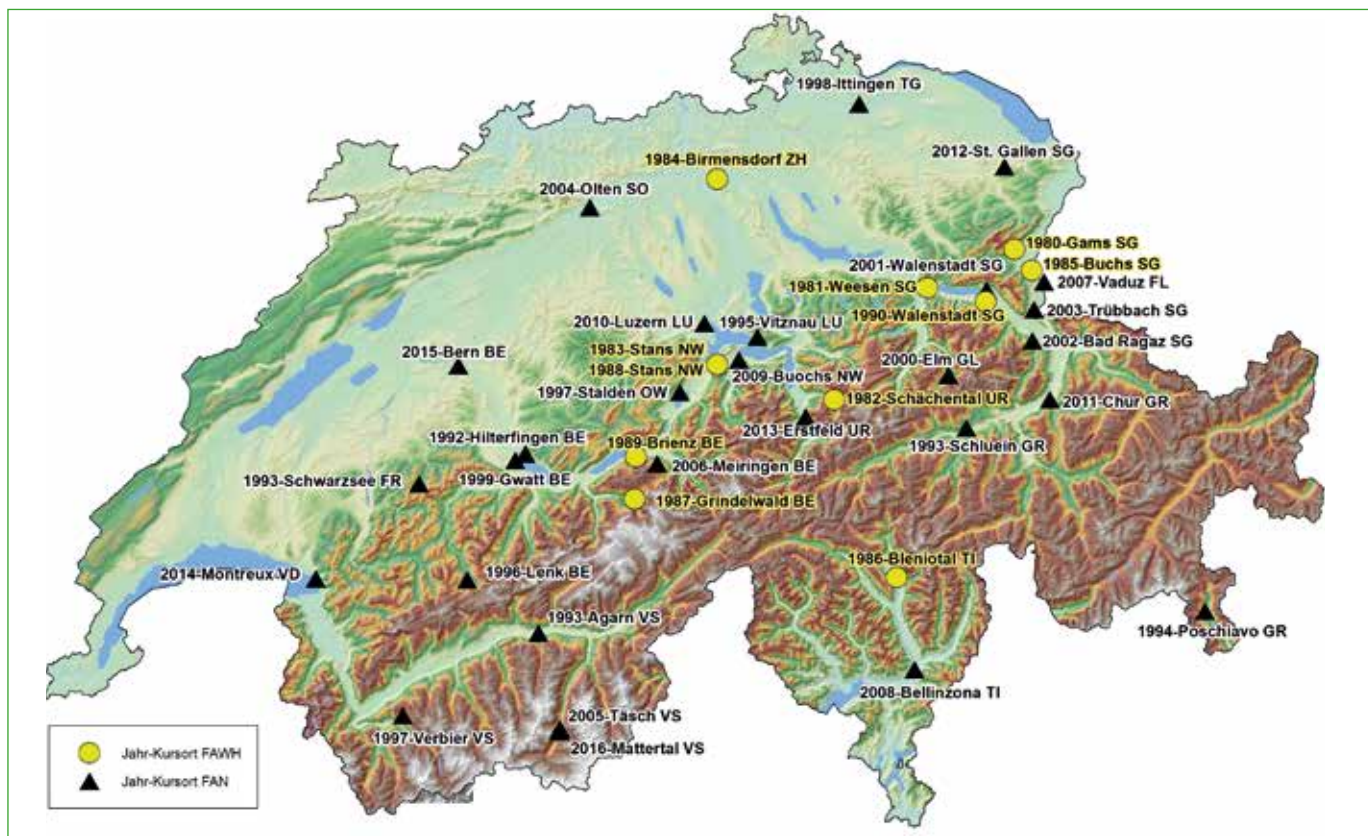 1998-Ittingen TG
2012-St. Gallen SG
1984-Birmensdorf ZH
2004-Olten SO
1980-Gams SG
2001-Walenstadt SG
1985-Buchs SG
1981-Weesen SG
2007-Vaduz FL
1990-Walenstadt SG
2003-Trübbach SG
2010-Luzern LU
1995-Vitznau LU
2002-Bad Ragaz SG
2015-Bern BE
1983-Stans NW
1988-Stans NW
2009-Buochs NW
2000-Elm GL
1997-Stalden OW
1982-Schächental UR
2011-Chur GR
2013-Erstfeld UR
1992-Hilterfingen BE
1989-Brienz BE
1993-Schluein GR
2006-Meiringen BE
1993-Schwarzsee FR
1999-Gwatt BE
1987-Grindelwald BE
1986-Bleniotal TI
2014-Montreux VD
1996-Lenk BE
1993-Agarn VS
1994-Poschiavo GR
2008-Bellinzona TI
2005-Täsch VS
1997-Verbier VS
2016-Mattertal VS
Jahr-Kursort FAWH
Jahr-Kursort FAN